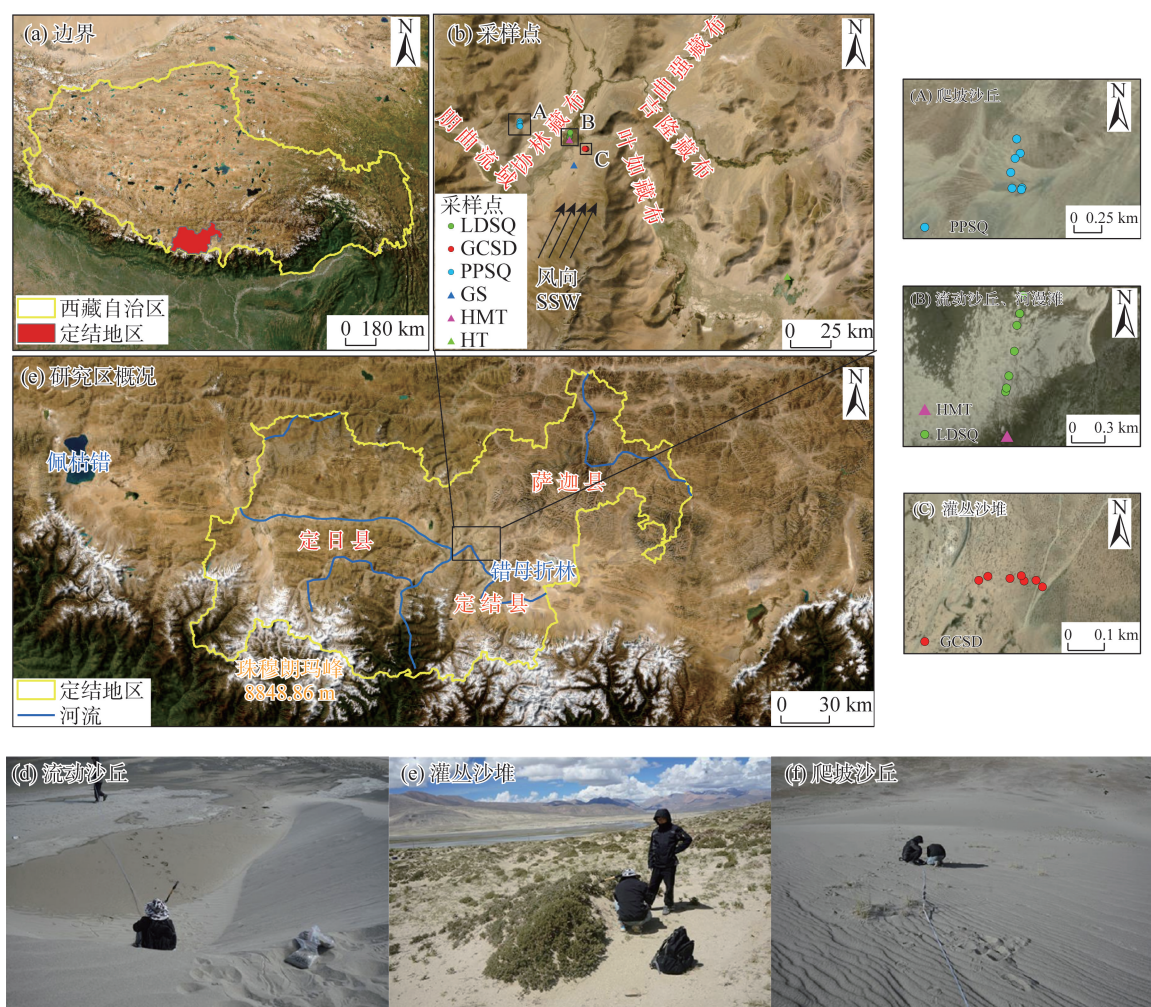 (a) 边界
N
西藏自治区
定结地区
0 180 km
(b) 采样点
N
朋曲流域
协林藏布
叶如藏布
吉隆藏布
曲强藏布
A
B
C
采样点
LDSQ
GCSD
PPSQ
GS
HMT
HT
风向
SSW
0 25 km
(A) 爬坡沙丘
N
PPSQ
0 0.25 km
(B) 流动沙丘、河漫滩
N
HMT
LDSQ
0 0.3 km
(C) 灌丛沙堆
N
GCSD
0 0.1 km
(e) 研究区概况
N
佩枯错
萨迦县
定日县
错母折林
定结县
珠穆朗玛峰
8848.86 m
定结地区
河流
0 30 km
(d) 流动沙丘
(e) 灌丛沙堆
(f) 爬坡沙丘